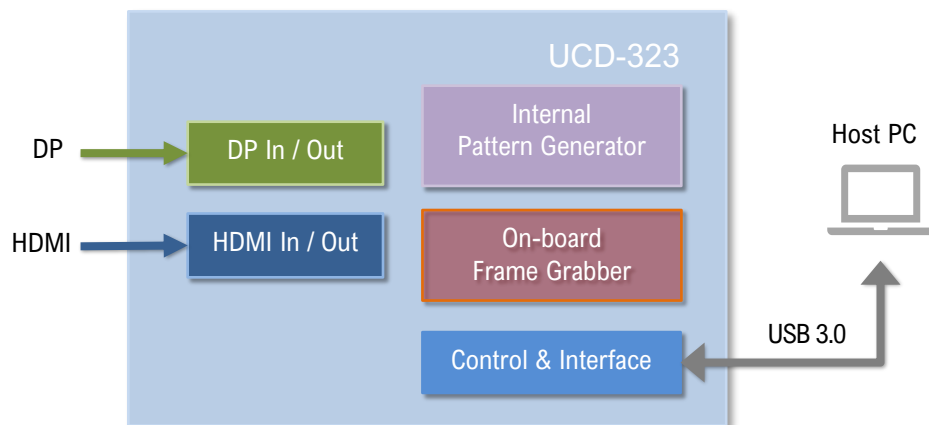 UCD-323
Internal
Pattern Generator
DP
DP In / Out
Host PC
HDMI
HDMI In / Out
On-board
Frame Grabber
USB 3.0
Control & Interface